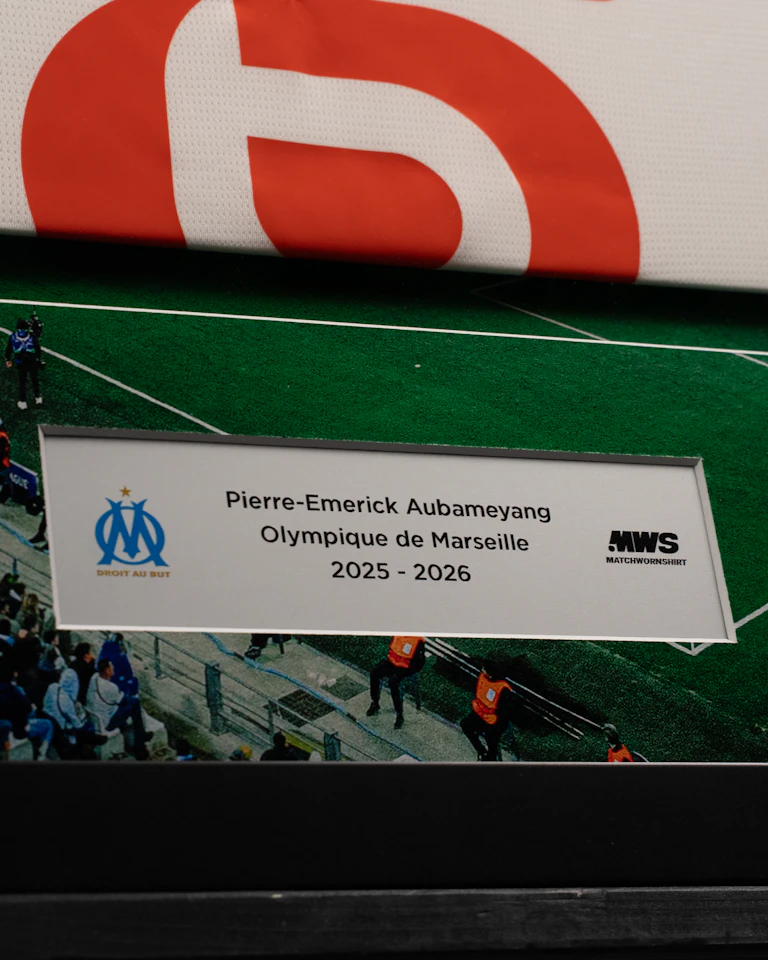 DROIT AU BUT
Pierre-Emerick Aubameyang
Olympique de Marseille
2025 - 2026
MWS
MATCHWORNSHIRT